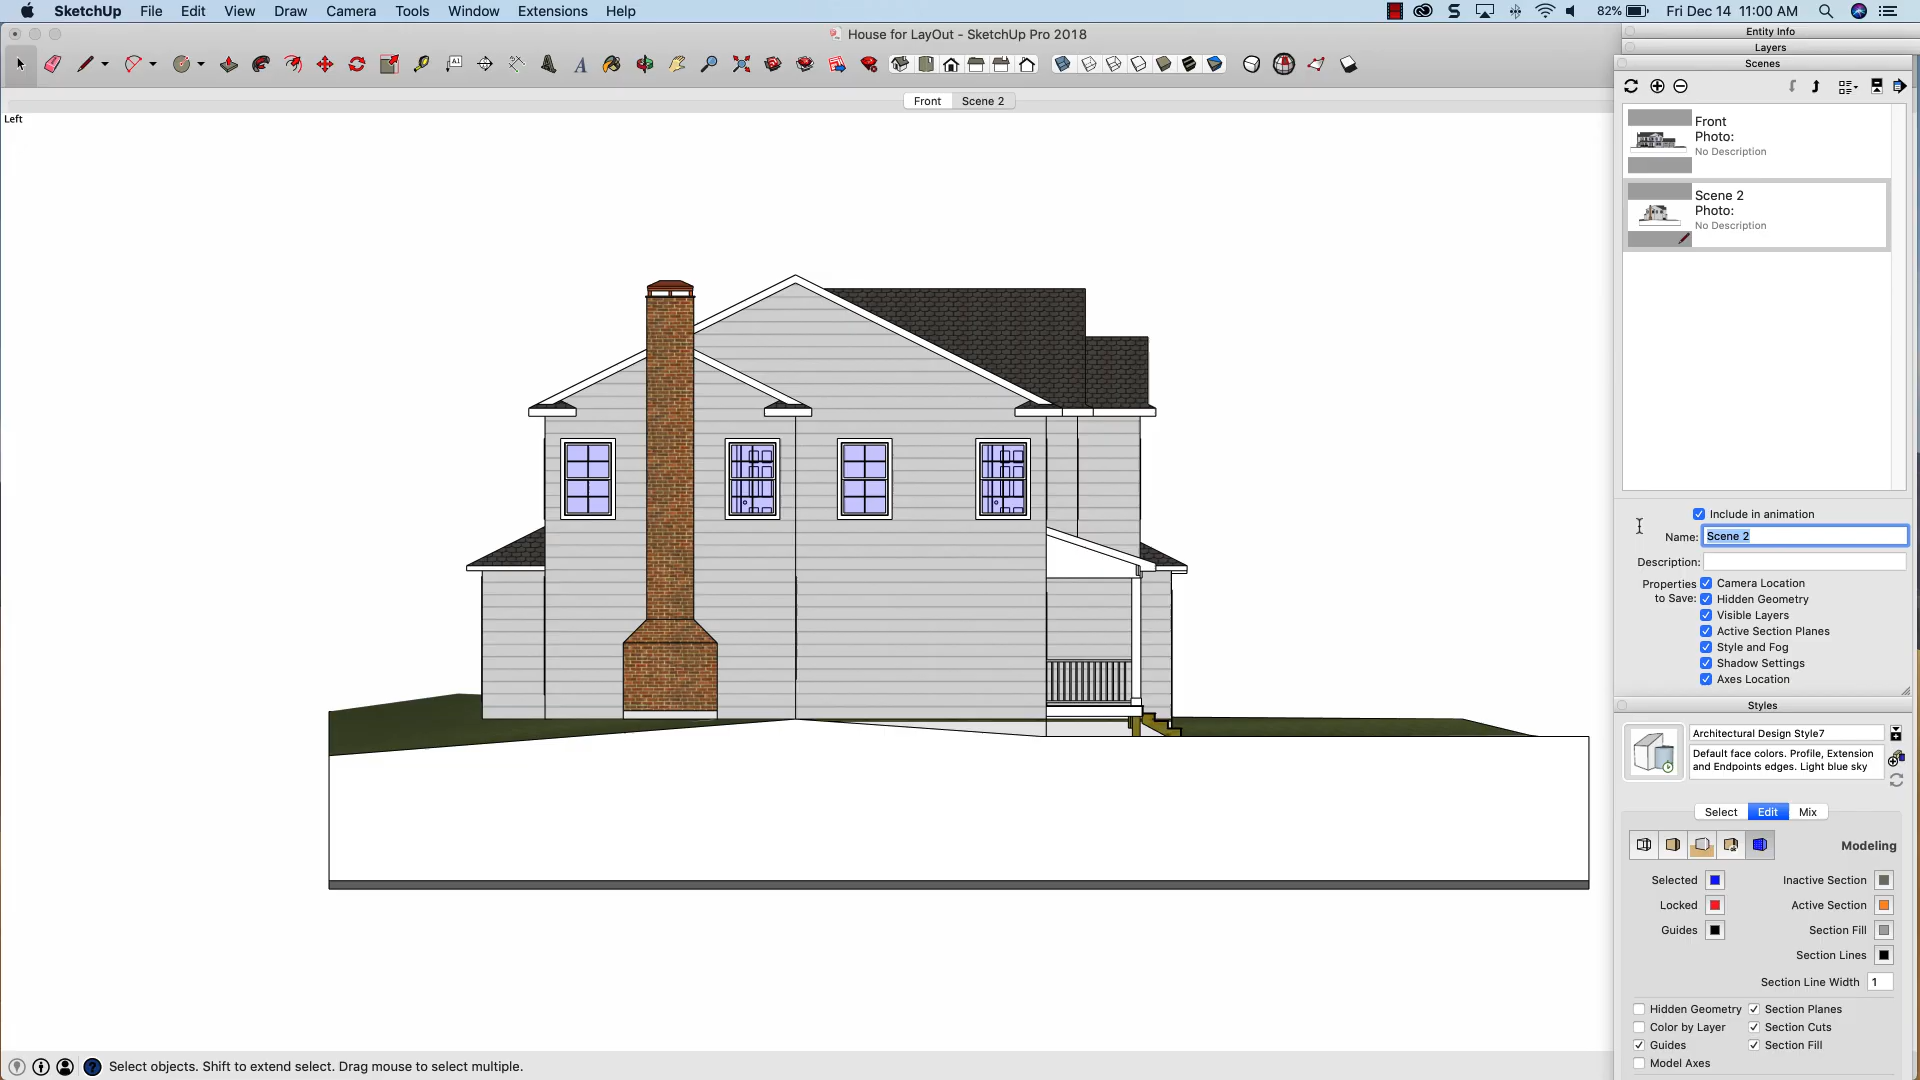 SketchUp File Edit View Draw Camera Tools Window Extensions Help 82% Fri Dec 14 11:00 AM
House for LayOut - SketchUp Pro 2018
Entity Info
Layers
Scenes
Front Scene 2
Left
Front
Photo:
No Description
Scene 2
Photo:
No Description
Include in animation
Name: Scene 2
Description:
Properties to Save:
Camera Location
Hidden Geometry
Visible Layers
Active Section Planes
Style and Fog
Shadow Settings
Axes Location
Styles
Architectural Design Style7
Default face colors. Profile, Extension
and Endpoints edges. Light blue sky
Select Edit Mix
Modeling
Selected Inactive Section
Locked Active Section
Guides Section Fill
Section Lines
Section Line Width 1
Hidden Geometry Section Planes
Color by Layer Section Cuts
Guides Section Fill
Model Axes
Select objects. Shift to extend select. Drag mouse to select multiple.